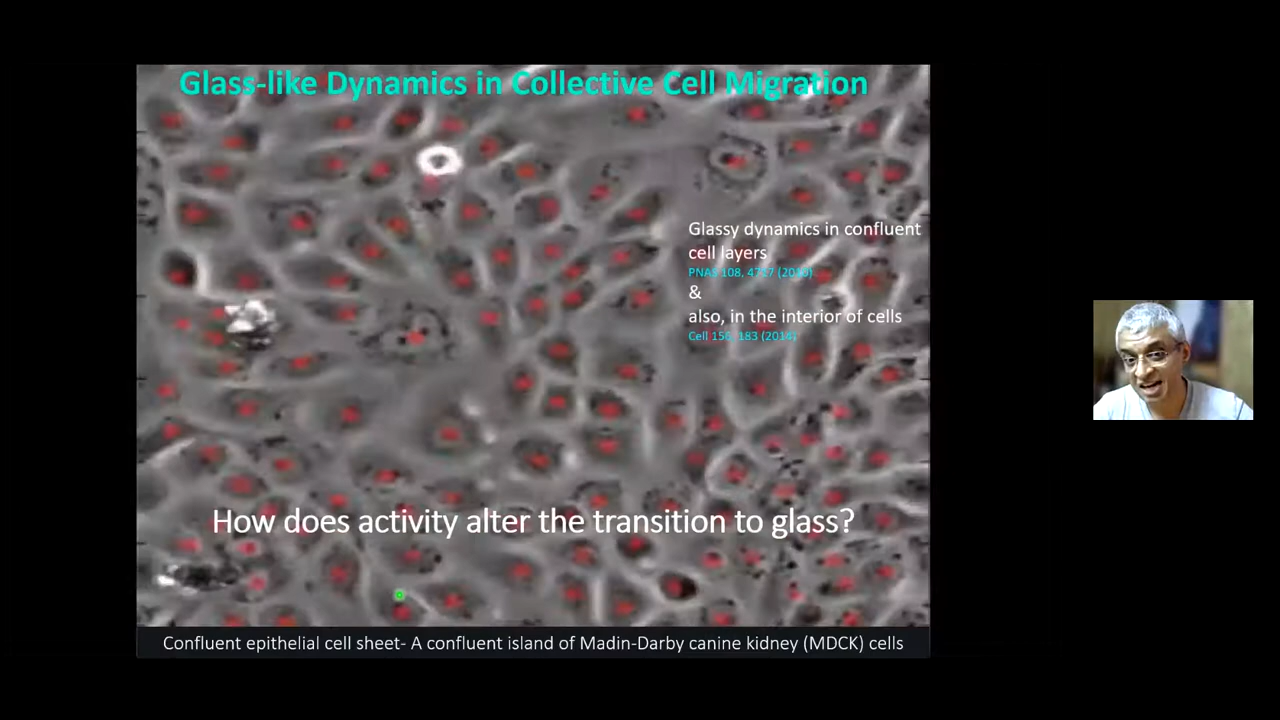 Glass-like Dynamics in Collective Cell Migration
Glassy dynamics in confluent
cell layers
PNAS 108, 4717 (2010)
&
also, in the interior of cells
Cell 156, 183 (2014)
How does activity alter the transition to glass?
Confluent epithelial cell sheet- A confluent island of Madin-Darby canine kidney (MDCK) cells